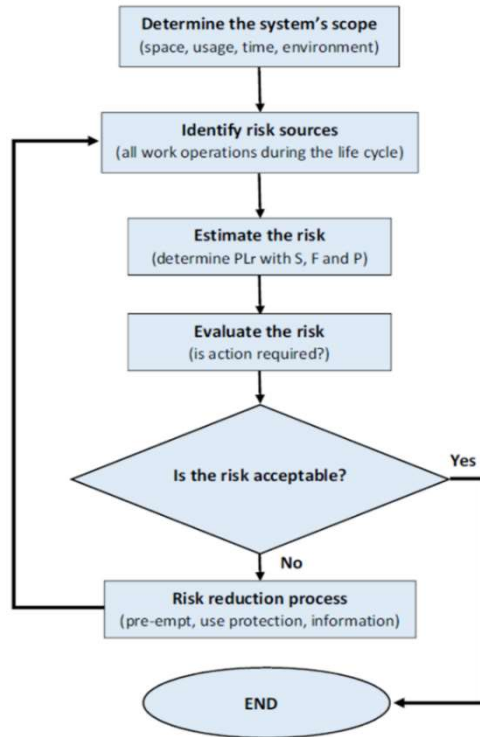 Determine the system's scope
(space, usage, time, environment)
Identify risk sources
(all work operations during the life cycle)
Estimate the risk
(determine PLr with S, F and P)
Evaluate the risk
(is action required?)
Is the risk acceptable?
Yes
No
Risk reduction process
(pre-empt, use protection, information)
END